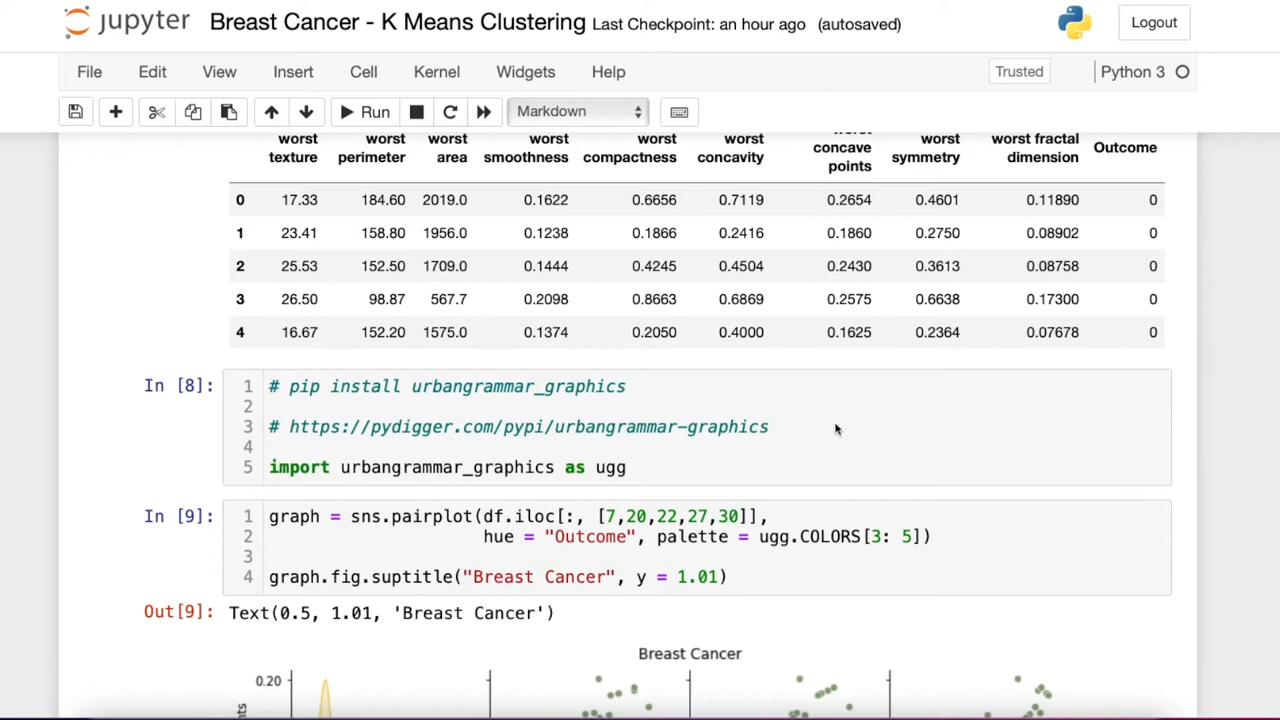 jupyter Breast Cancer - K Means Clustering Last Checkpoint: an hour ago (autosaved) Logout
File Edit View Insert Cell Kernel Widgets Help Trusted Python 3
Run Markdown
worst texture worst perimeter worst area worst smoothness worst compactness worst concavity worst concave points worst symmetry worst fractal dimension Outcome
0 17.33 184.60 2019.0 0.1622 0.6656 0.7119 0.2654 0.4601 0.11890 0
1 23.41 158.80 1956.0 0.1238 0.1866 0.2416 0.1860 0.2750 0.08902 0
2 25.53 152.50 1709.0 0.1444 0.4245 0.4504 0.2430 0.3613 0.08758 0
3 26.50 98.87 567.7 0.2098 0.8663 0.6869 0.2575 0.6638 0.17300 0
4 16.67 152.20 1575.0 0.1374 0.2050 0.4000 0.1625 0.2364 0.07678 0
In [8]: 1 # pip install urbangrammar_graphics
2
3 # https://pydigger.com/pypi/urbangrammar-graphics
4
5 import urbangrammar_graphics as ugg
In [9]: 1 graph = sns.pairplot(df.iloc[:, [7,20,22,27,30]],
2 hue = "Outcome", palette = ugg.COLORS[3: 5])
3
4 graph.fig.suptitle("Breast Cancer", y = 1.01)
Out[9]: Text(0.5, 1.01, 'Breast Cancer')
Breast Cancer
0.20